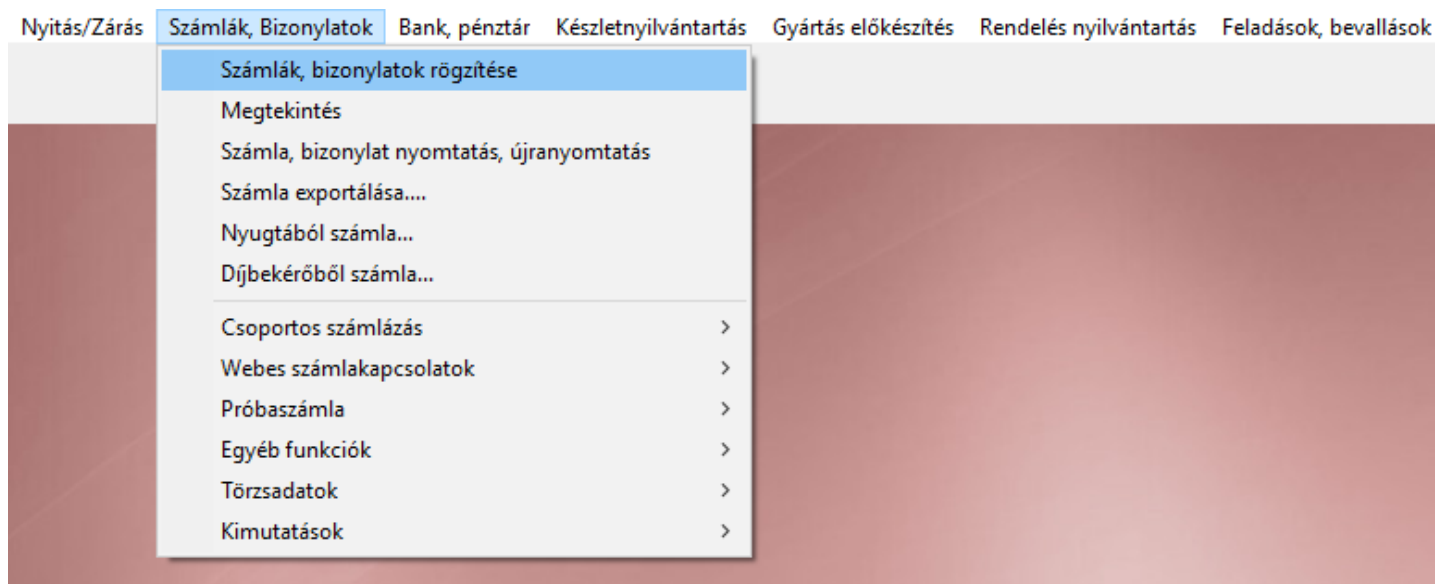 Nyitás/Zárás Számlák, Bizonylatok Bank, pénztár Készletnyilvántartás Gyártás előkészítés Rendelés nyilvántartás Feladások, bevallások
Számlák, bizonylatok rögzítése
Megtekintés
Számla, bizonylat nyomtatás, újranyomtatás
Számla exportálása....
Nyugtából számla...
Díjbekérőből számla...
Csoportos számlázás
Webes számlakapcsolatok
Próbaszámla
Egyéb funkciók
Törzsadatok
Kimutatások